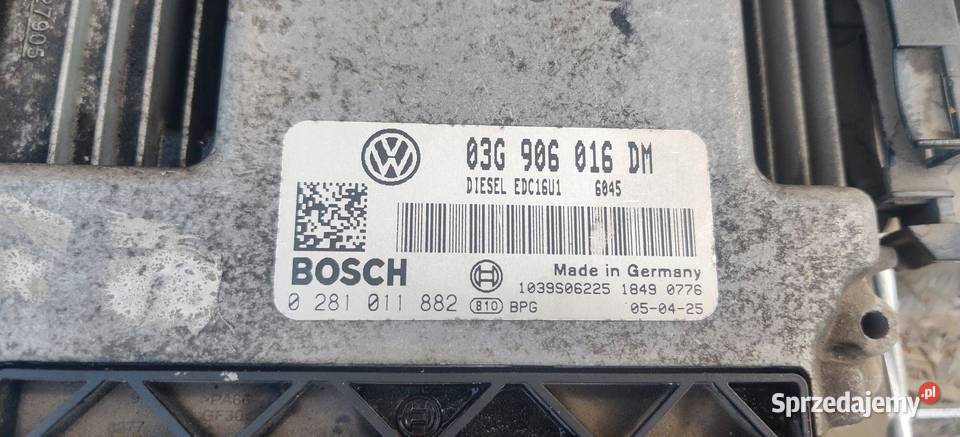 03G 906 016 DM
DIESEL EDC16U1 6045
BOSCH
Made in Germany
1039S06225 1849 0776
0 281 011 882 810 BPG
05-04-25
Sprzedajemy.pl